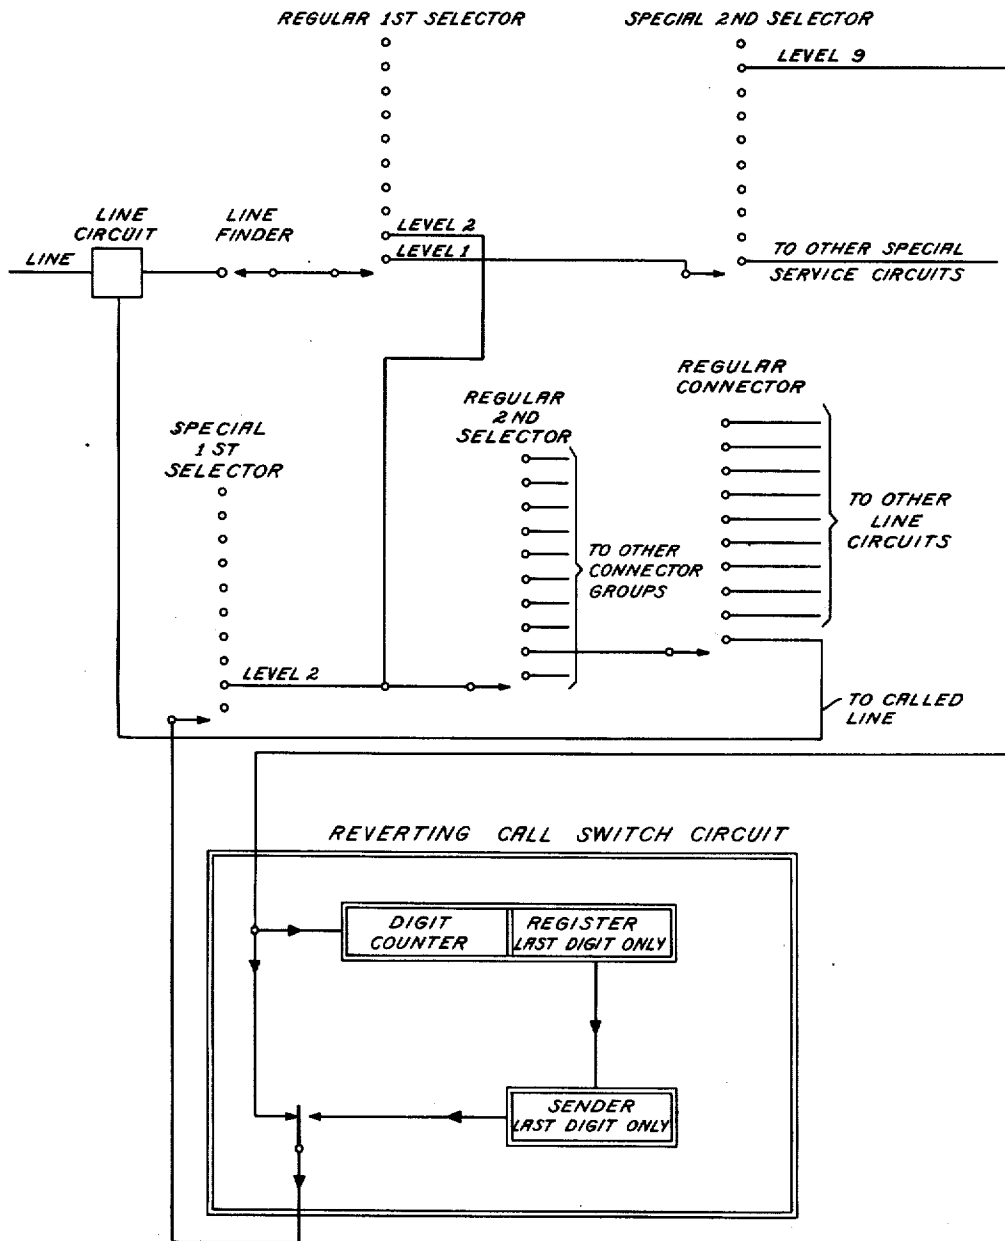 REGULAR 1ST SELECTOR
SPECIAL 2ND SELECTOR
LEVEL 9
LINE
CIRCUIT
LINE
FINDER
LEVEL 2
LEVEL 1
LINE
TO OTHER SPECIAL
SERVICE CIRCUITS
REGULAR
CONNECTOR
REGULAR
2ND
SELECTOR
SPECIAL
1ST
SELECTOR
TO OTHER
LINE
CIRCUITS
TO OTHER
CONNECTOR
GROUPS
LEVEL 2
TO CALLED
LINE
REVERTING CALL SWITCH CIRCUIT
DIGIT
COUNTER
REGISTER
LAST DIGIT ONLY
SENDER
LAST DIGIT ONLY